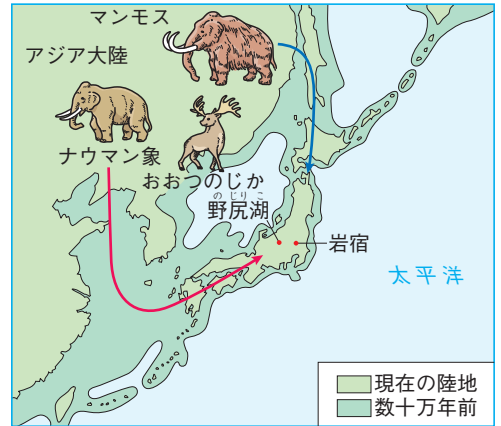 マンモス
アジア大陸
ナウマン象
おおつのじか
のじりこ
野尻湖
岩宿
太平洋
現在の陸地
数十万年前